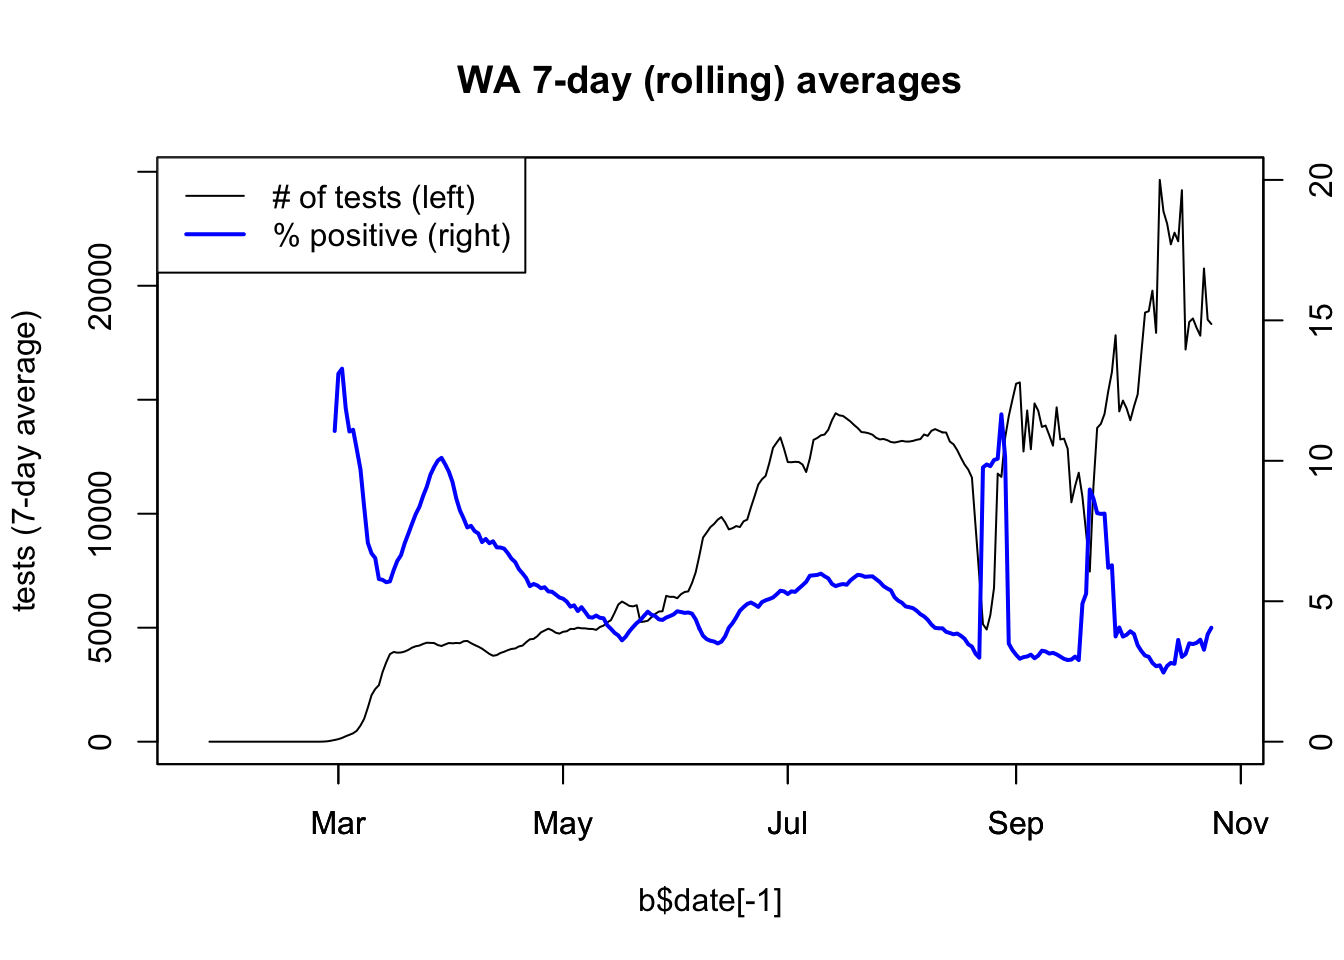 WA 7-day (rolling) averages
# of tests (left)
% positive (right)
tests (7-day average)
0
5000
10000
20000
0
5
10
15
20
Mar
May
Jul
Sep
Nov
b$date[-1]